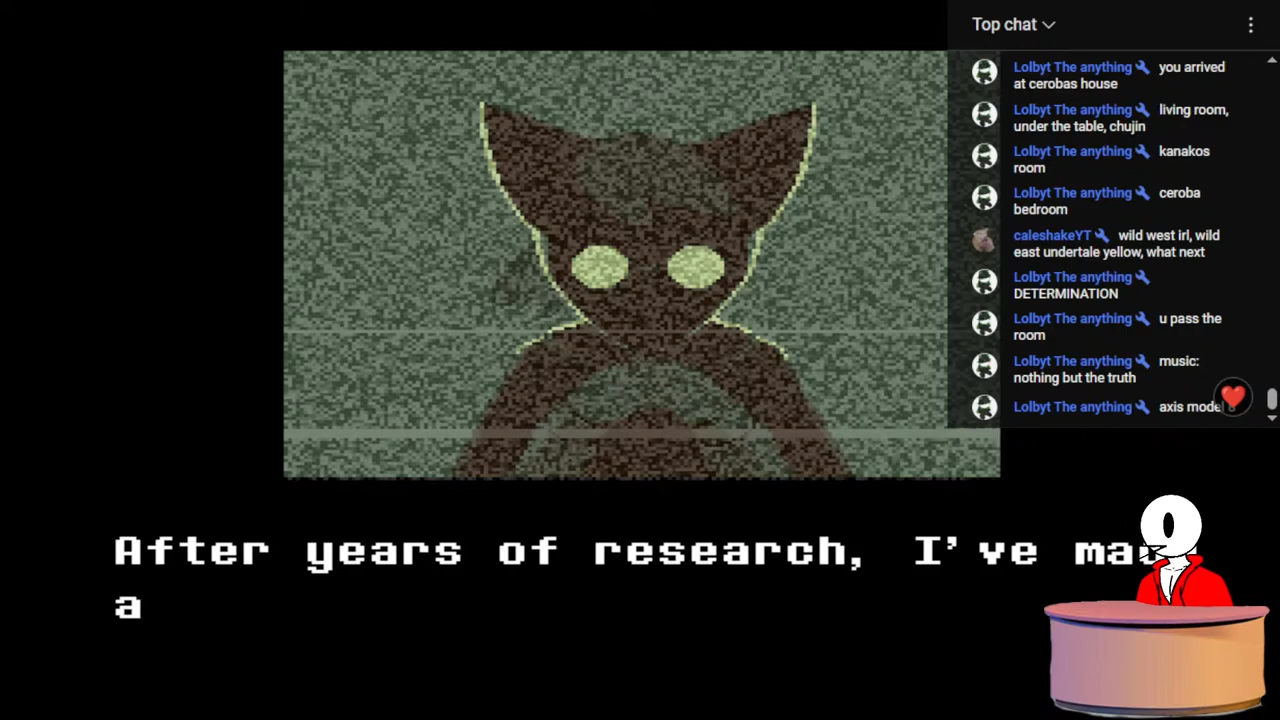 Top chat
Lolbyt The anything you arrived
at cerobas house
Lolbyt The anything living room,
under the table, chujin
Lolbyt The anything kanakos
room
Lolbyt The anything ceroba
bedroom
caleshakeYT wild west irl, wild
east undertale yellow, what next
Lolbyt The anything
DETERMINATION
Lolbyt The anything u pass the
room
Lolbyt The anything music:
nothing but the truth
Lolbyt The anything axis model
After years of research, I've
a